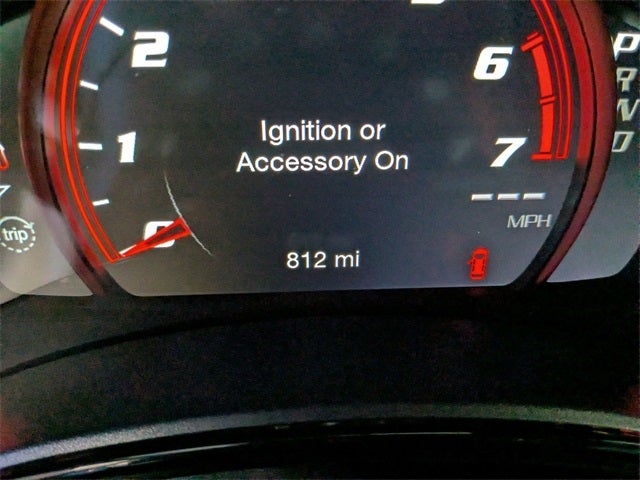 2
6
P
R
N
D
Ignition or
1
Accessory On
7
---
MPH
trip
0
812 mi